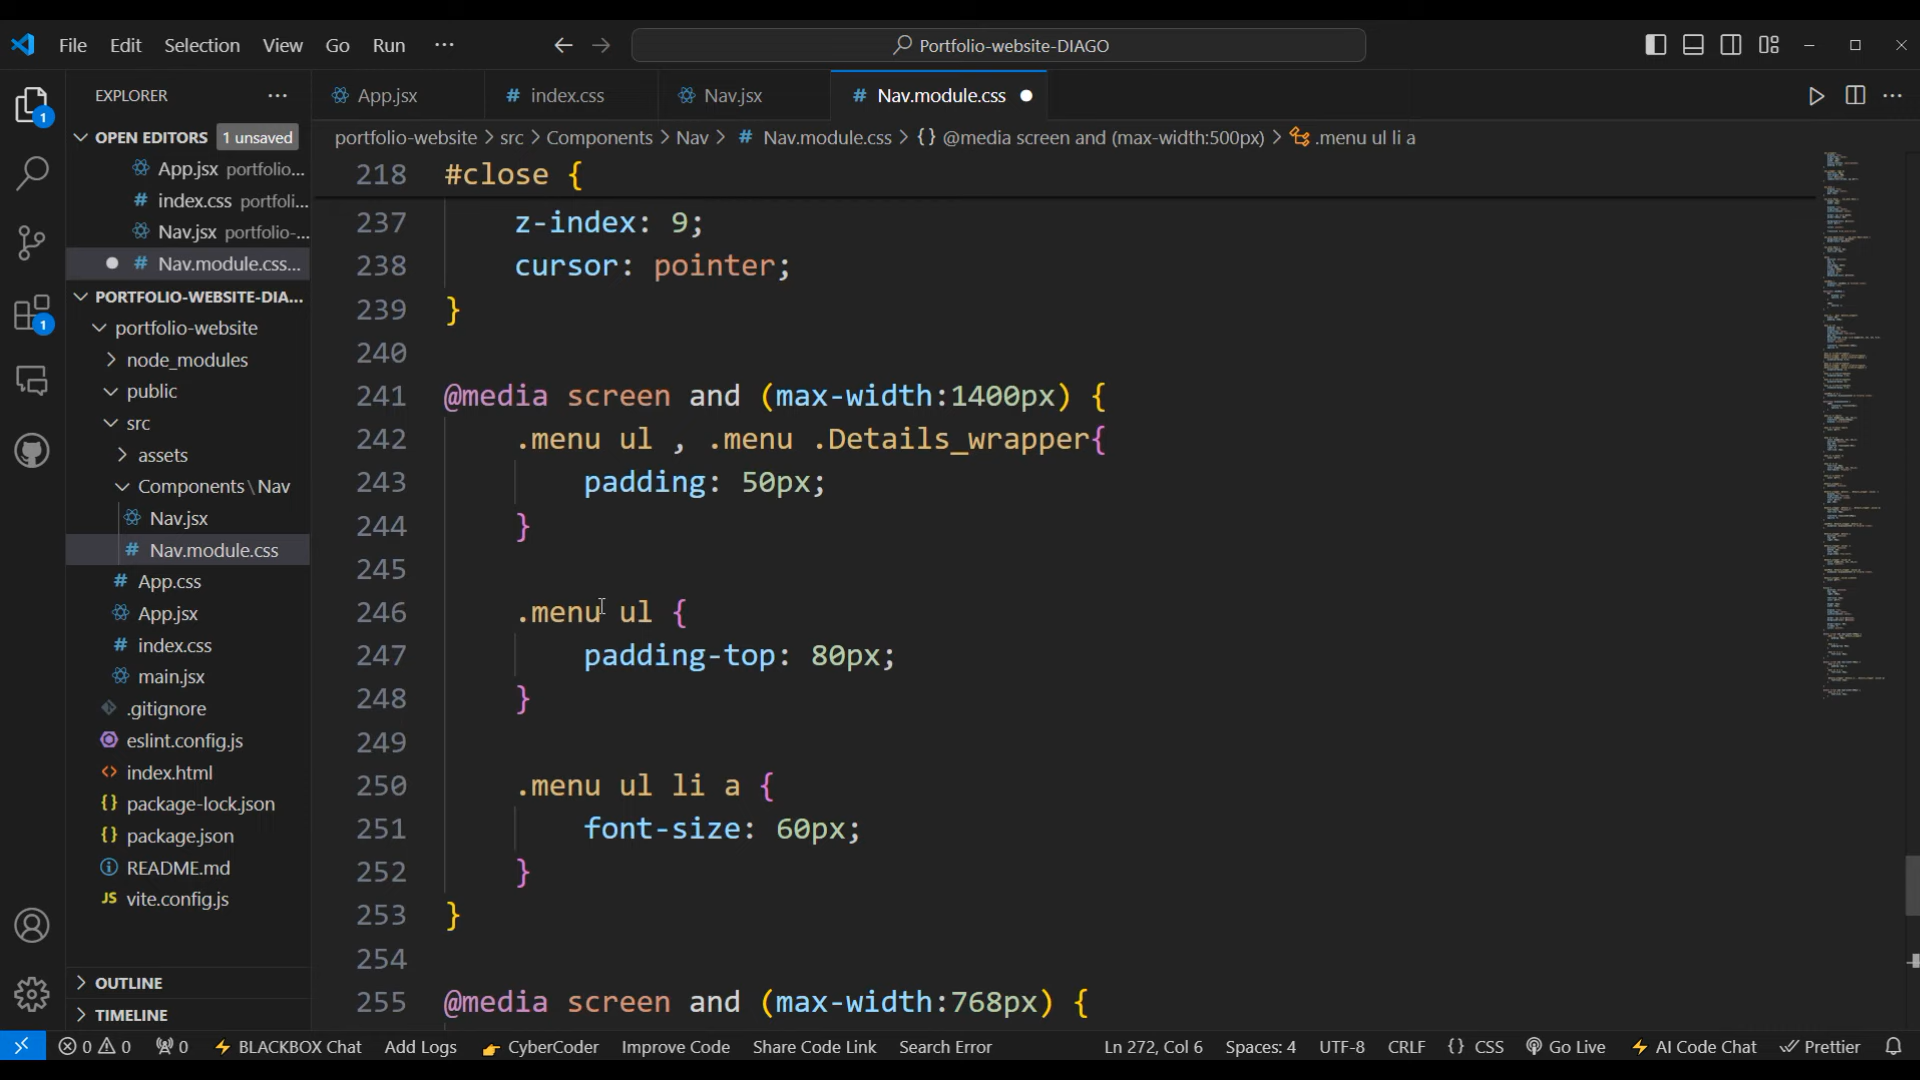 File Edit Selection View Go Run ··· Portfolio-website-DIAGO
EXPLORER ··· App.jsx # index.css Nav.jsx # Nav.module.css ● ···
OPEN EDITORS 1 unsaved
portfolio-website > src > Components > Nav > # Nav.module.css > {} @media screen and (max-width:500px) > .menu ul li a
App.jsx portfolio...
# index.css portfoli...
Nav.jsx portfolio-...
● # Nav.module.css...
PORTFOLIO-WEBSITE-DIA...
portfolio-website
node_modules
public
src
assets
Components\Nav
Nav.jsx
# Nav.module.css
# App.css
App.jsx
# index.css
main.jsx
.gitignore
eslint.config.js
<> index.html
{} package-lock.json
{} package.json
README.md
JS vite.config.js
OUTLINE
TIMELINE
1
1
218 #close {
237 z-index: 9;
238 cursor: pointer;
239 }
240
241 @media screen and (max-width:1400px) {
242 .menu ul , .menu .Details_wrapper{
243 padding: 50px;
244 }
245
246 .menu ul {
247 padding-top: 80px;
248 }
249
250 .menu ul li a {
251 font-size: 60px;
252 }
253 }
254
255 @media screen and (max-width:768px) {
0 0 0 BLACKBOX Chat Add Logs CyberCoder Improve Code Share Code Link Search Error Ln 272, Col 6 Spaces: 4 UTF-8 CRLF {} CSS Go Live AI Code Chat Prettier